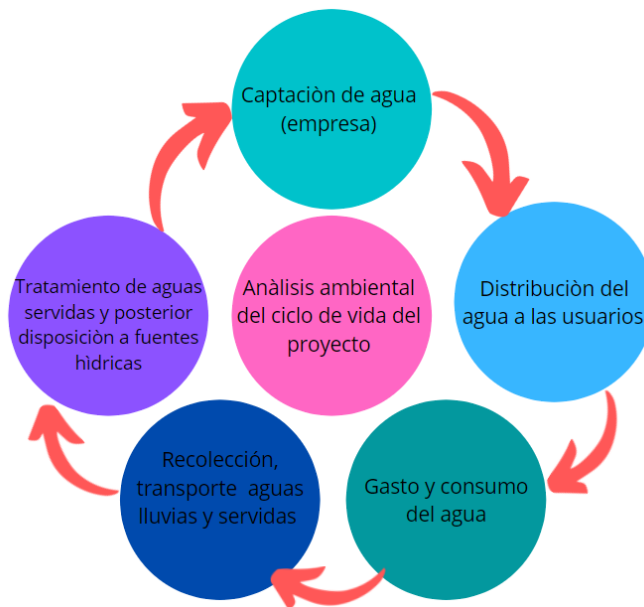 Captaciòn de agua
(empresa)
Distribuciòn del
agua a las usuarios
Gasto y consumo
del agua
Recolección,
transporte aguas
lluvias y servidas
Tratamiento de aguas
servidas y posterior
disposiciòn a fuentes
hìdricas
Anàlisis ambiental
del ciclo de vida del
proyecto